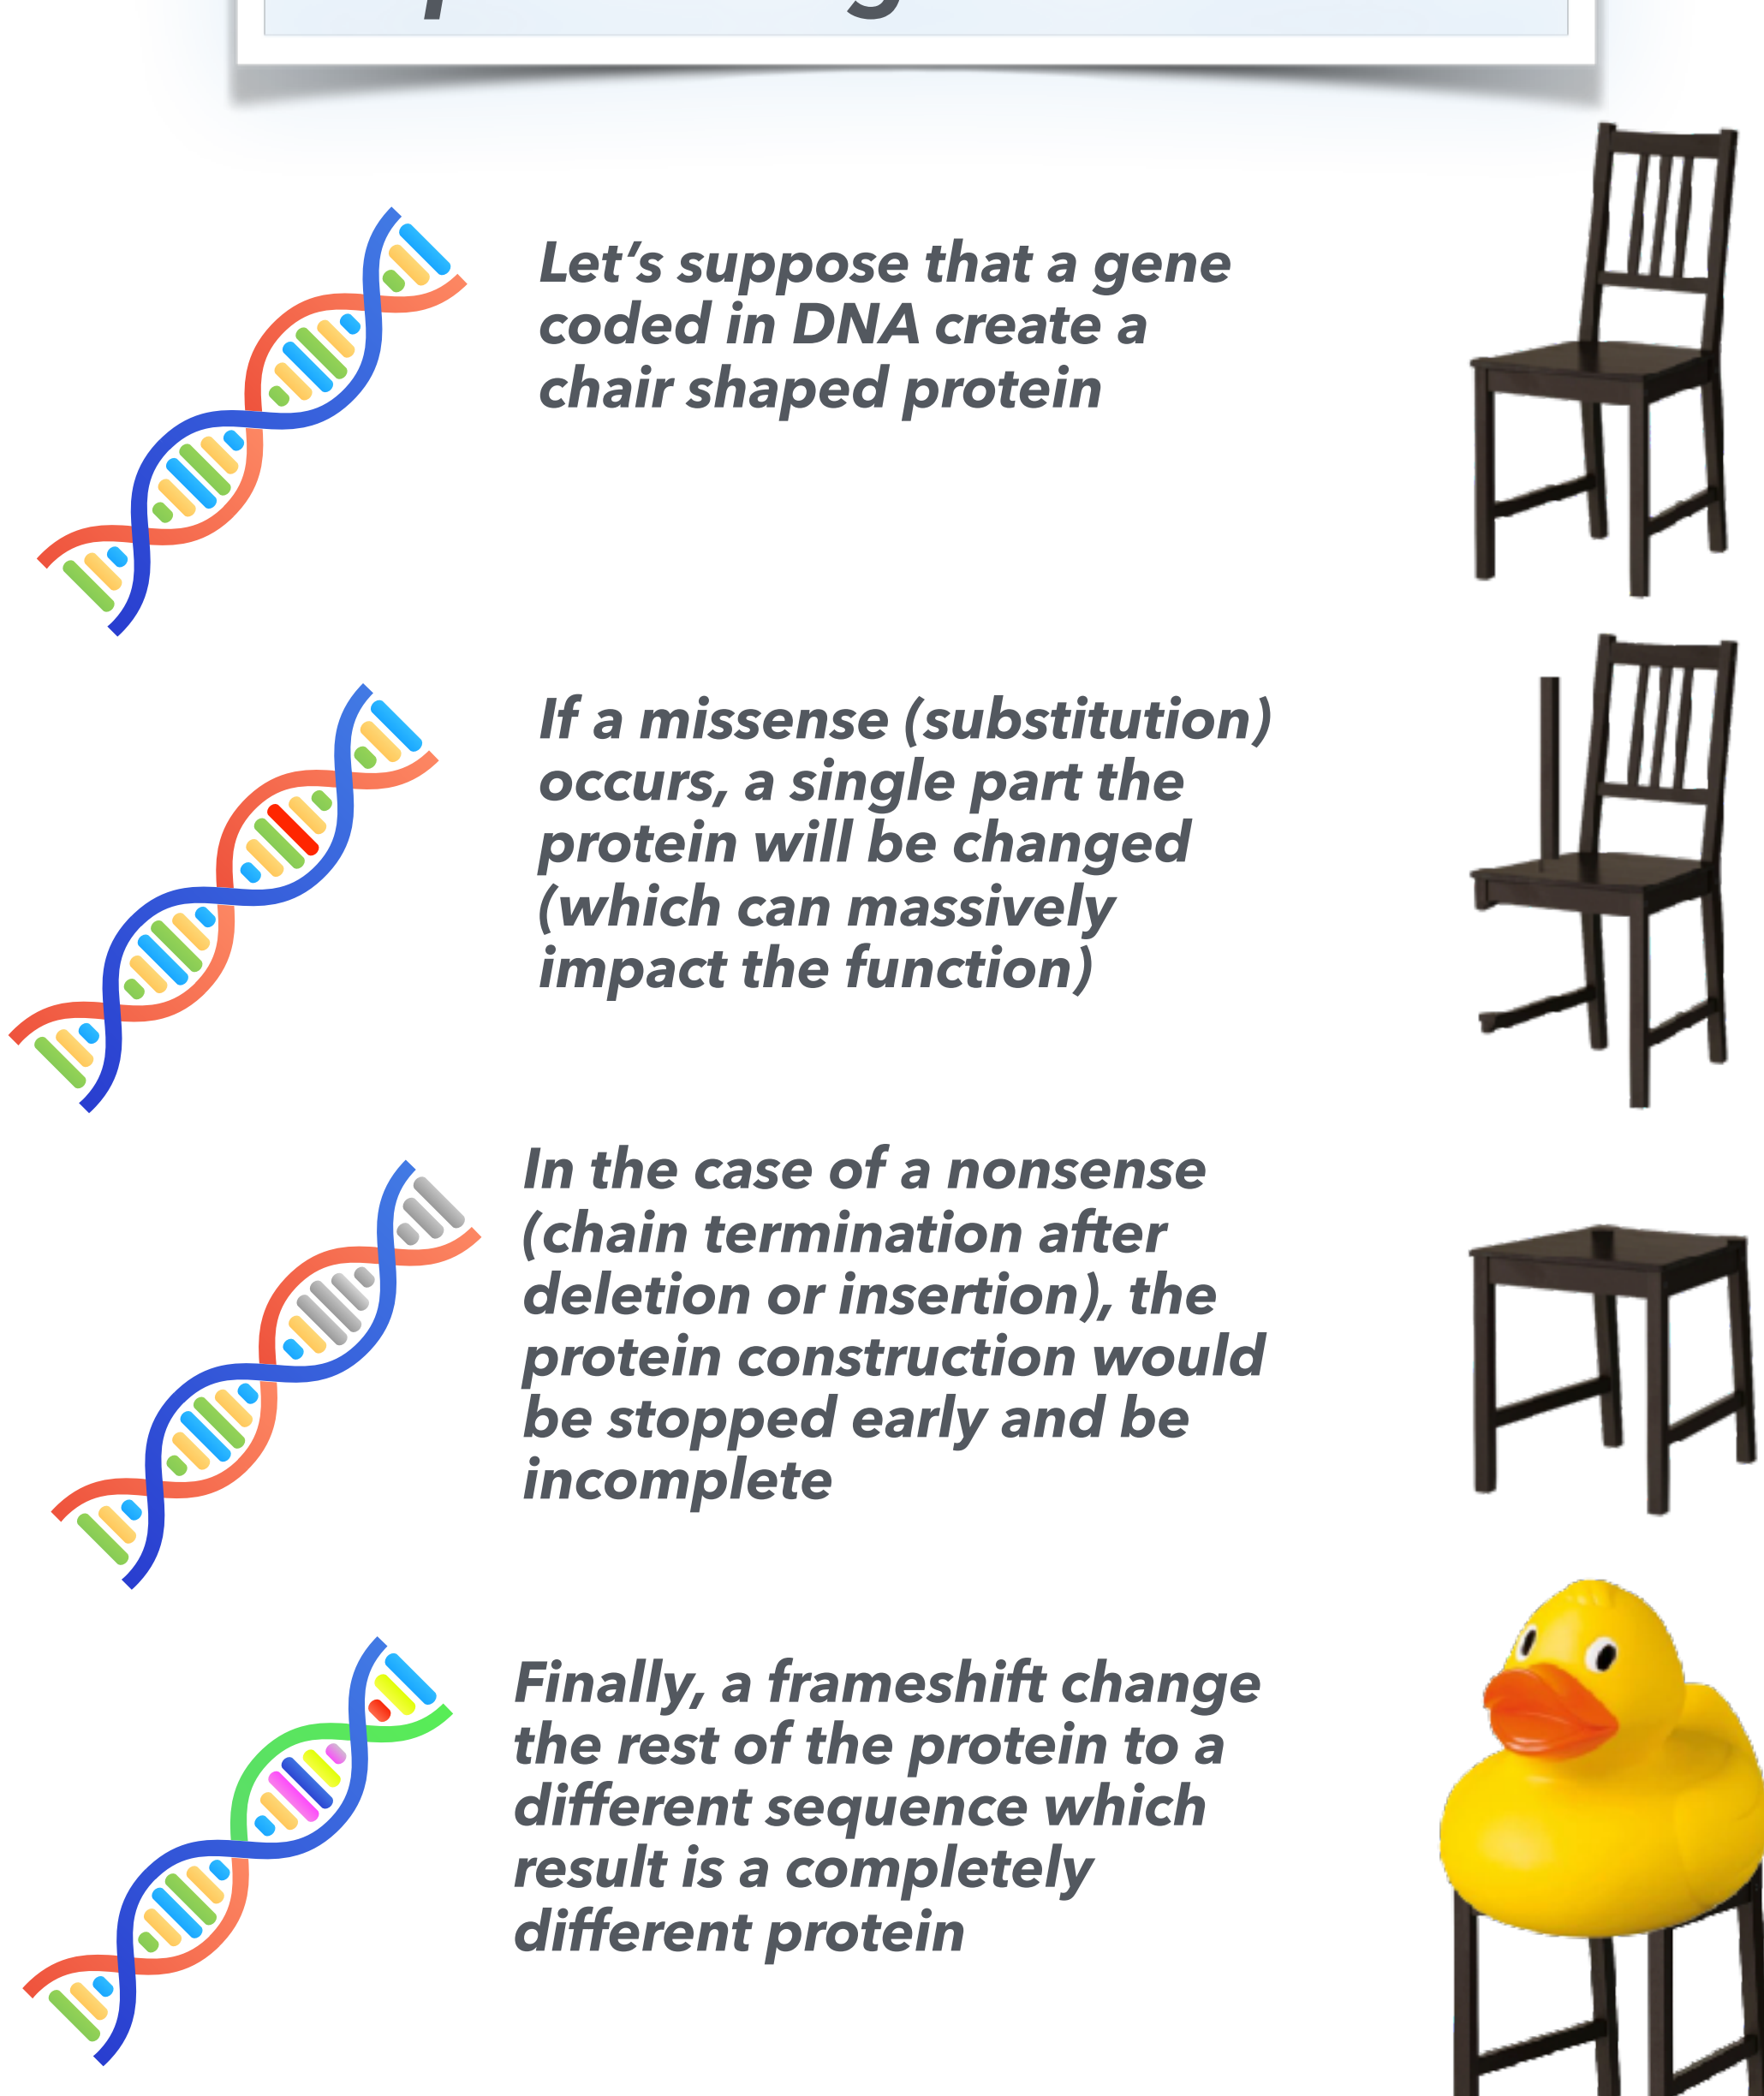 Let's suppose that a gene
coded in DNA create a
chair shaped protein
If a missense (substitution)
occurs, a single part the
protein will be changed
(which can massively
impact the function)
In the case of a nonsense
(chain termination after
deletion or insertion), the
protein construction would
be stopped early and be
incomplete
Finally, a frameshift change
the rest of the protein to a
different sequence which
result is a completely
different protein